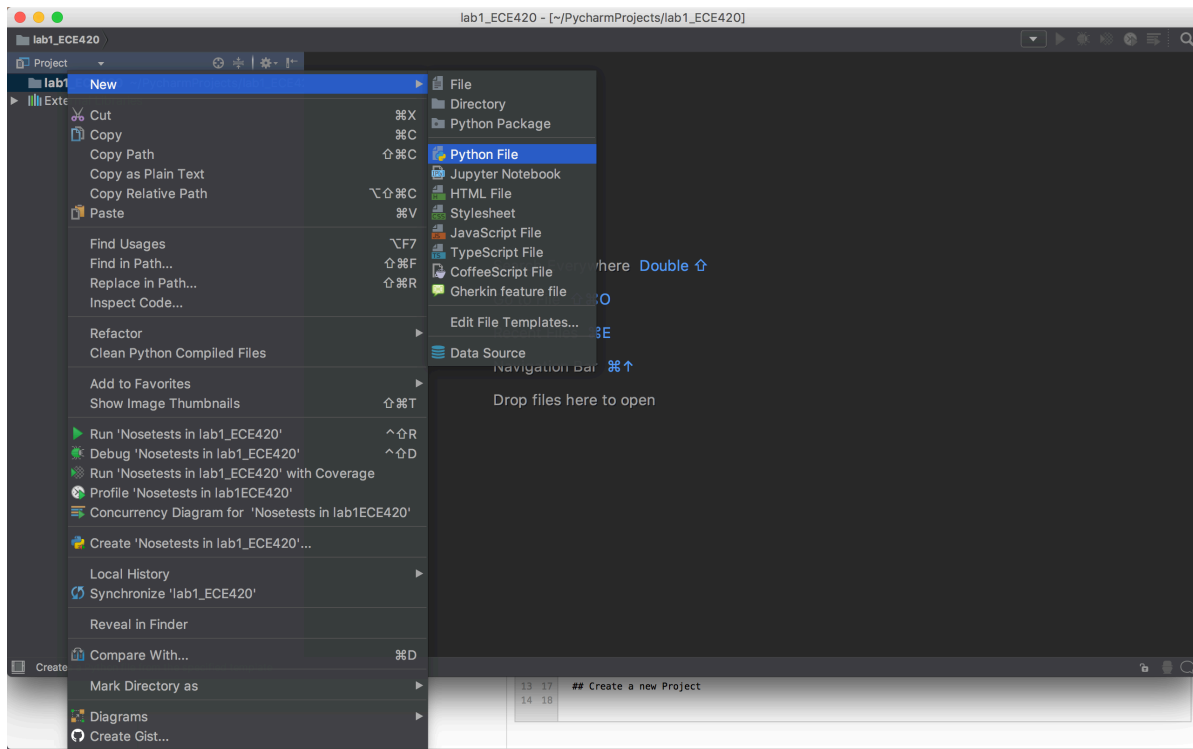 lab1_ECE420 - [~/PycharmProjects/lab1_ECE420]
lab1_ECE420
Project
lab1
Exte
New
Cut ⌘X
Copy ⌘C
Copy Path ⇧⌘C
Copy as Plain Text
Copy Relative Path ⌥⇧⌘C
Paste ⌘V
Find Usages ⌥F7
Find in Path... ⇧⌘F
Replace in Path... ⇧⌘R
Inspect Code...
Refactor
Clean Python Compiled Files
Add to Favorites
Show Image Thumbnails ⇧⌘T
Run 'Nosetests in lab1_ECE420' ^⇧R
Debug 'Nosetests in lab1_ECE420' ^⇧D
Run 'Nosetests in lab1_ECE420' with Coverage
Profile 'Nosetests in lab1ECE420'
Concurrency Diagram for 'Nosetests in lab1ECE420'
Create 'Nosetests in lab1_ECE420'...
Local History
Synchronize 'lab1_ECE420'
Reveal in Finder
Compare With... ⌘D
Mark Directory as
Diagrams
Create Gist...
File
Directory
Python Package
Python File
Jupyter Notebook
HTML File
Stylesheet
JavaScript File
TypeScript File
CoffeeScript File
Gherkin feature file
Edit File Templates...
Data Source
where Double ⇧
O
⌘E
Navigation Bar ⌘↑
Drop files here to open
Create
13 17 ## Create a new Project
14 18